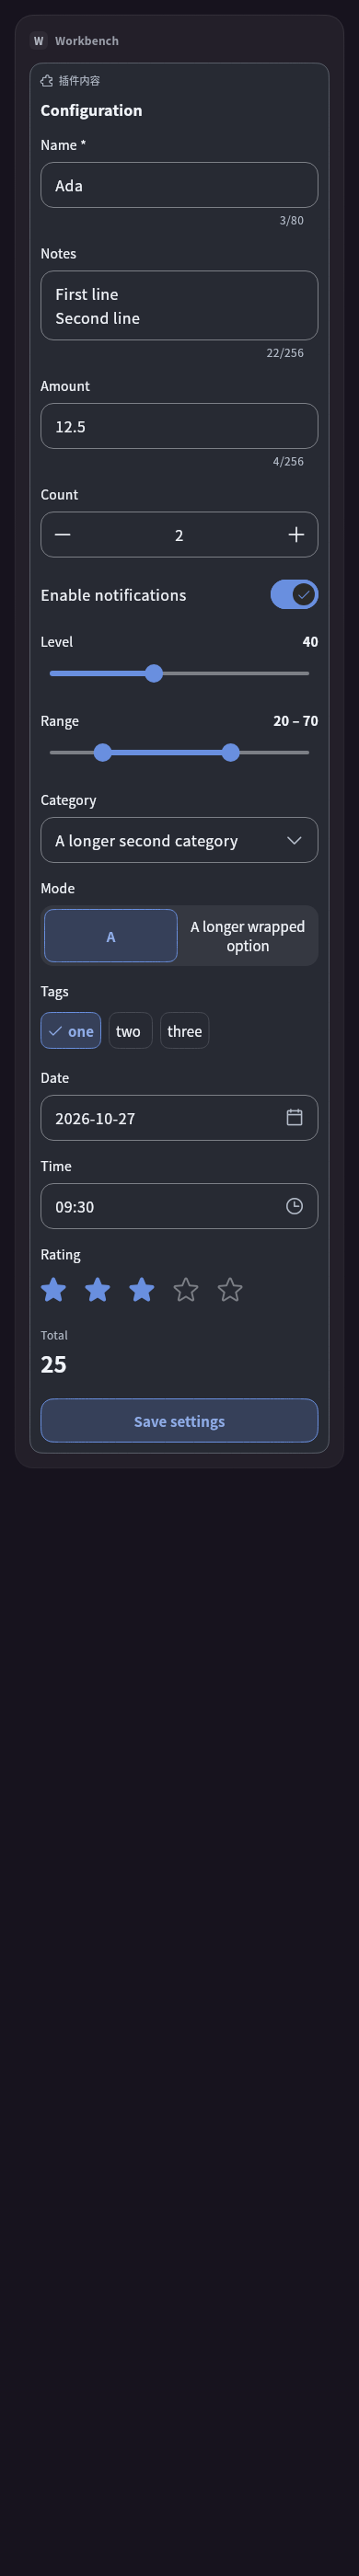 W Workbench
插件内容
Configuration
Name *
Ada
3/80
Notes
First line
Second line
22/256
Amount
12.5
4/256
Count
2
Enable notifications
Level 40
Range 20 – 70
Category
A longer second category
Mode
A
A longer wrapped
option
Tags
one two three
Date
2026-10-27
Time
09:30
Rating
Total
25
Save settings